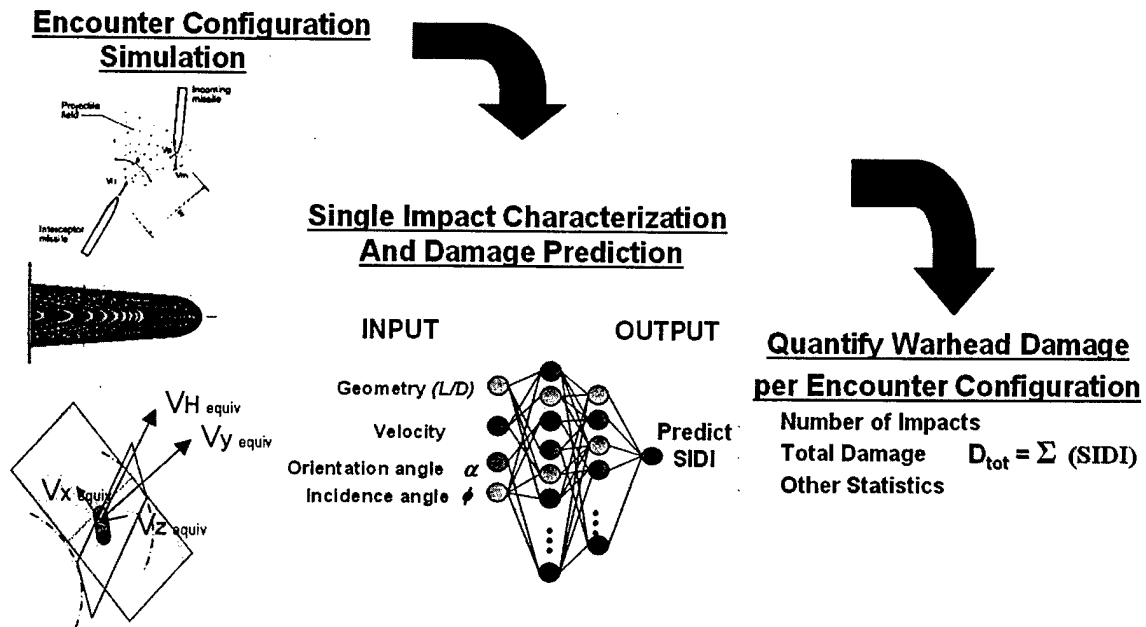 Encounter Configuration
Simulation
Incoming
missile
Projectile
field
Interceptor
missile
VH equiv
Vy equiv
Vx equiv
Vz equiv
Single Impact Characterization
And Damage Prediction
INPUT
OUTPUT
Geometry (L/D)
Velocity
Orientation angle α
Incidence angle ϕ
Predict
SIDI
Quantify Warhead Damage
per Encounter Configuration
Number of Impacts
Total Damage D_tot = Σ (SIDI)
Other Statistics